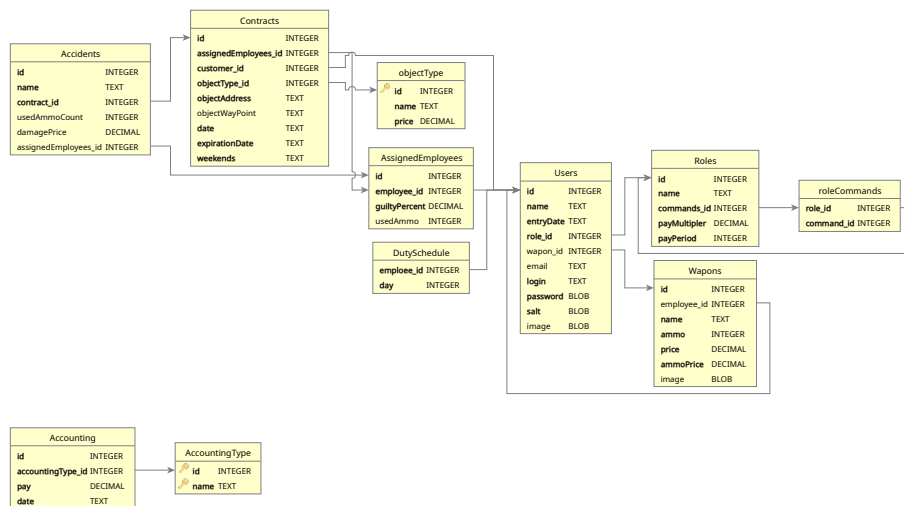 Contracts
id INTEGER
assignedEmployees_id INTEGER
customer_id INTEGER
objectType_id INTEGER
objectAddress TEXT
objectWayPoint TEXT
date TEXT
expirationDate TEXT
weekends TEXT
Accidents
id INTEGER
name TEXT
contract_id INTEGER
usedAmmoCount INTEGER
damagePrice DECIMAL
assignedEmployees_id INTEGER
objectType
id INTEGER
name TEXT
price DECIMAL
AssignedEmployees
id INTEGER
employee_id INTEGER
guiltyPercent DECIMAL
usedAmmo INTEGER
DutySchedule
emploee_id INTEGER
day INTEGER
Users
id INTEGER
name TEXT
entryDate TEXT
role_id INTEGER
wapon_id INTEGER
email TEXT
login TEXT
password BLOB
salt BLOB
image BLOB
Roles
id INTEGER
name TEXT
commands_id INTEGER
payMultipler DECIMAL
payPeriod INTEGER
roleCommands
role_id INTEGER
command_id INTEGER
Wapons
id INTEGER
employee_id INTEGER
name TEXT
ammo INTEGER
price DECIMAL
ammoPrice DECIMAL
image BLOB
Accounting
id INTEGER
accountingType_id INTEGER
pay DECIMAL
date TEXT
AccountingType
id INTEGER
name TEXT